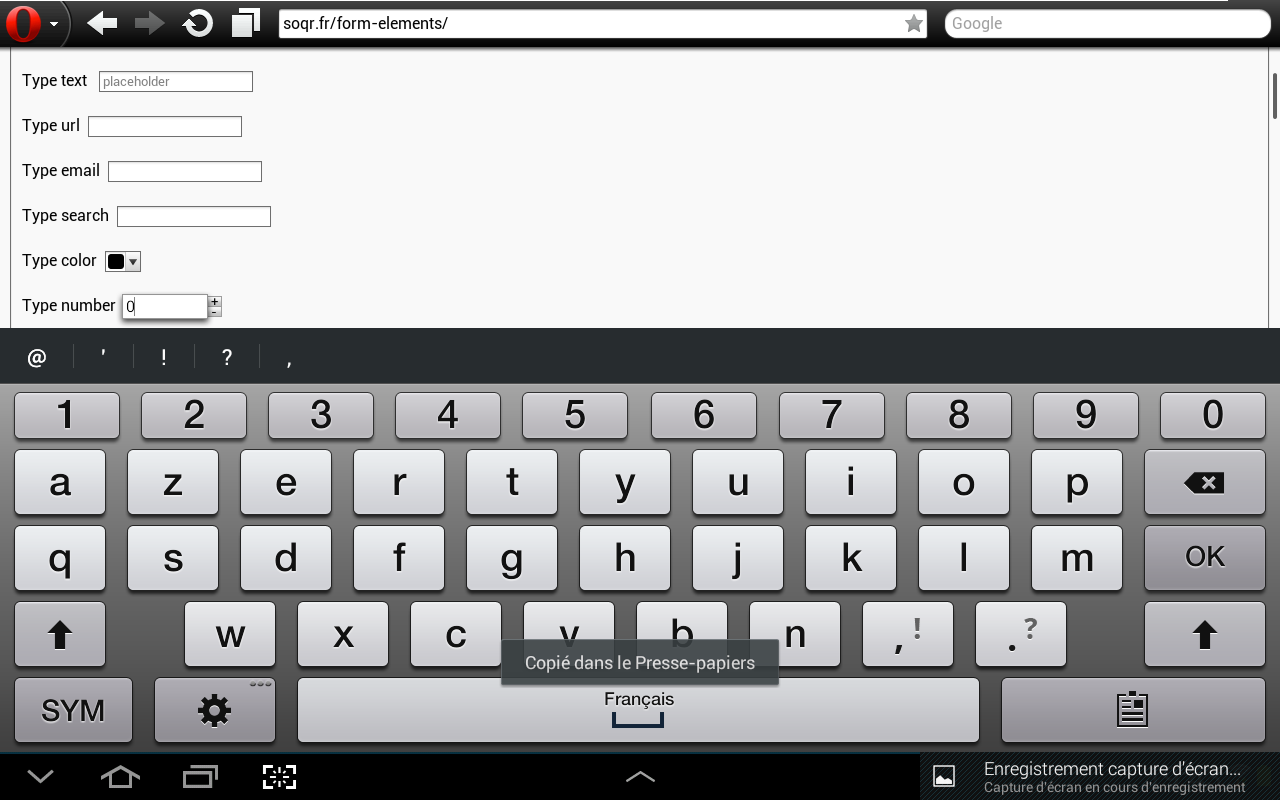 soqr.fr/form-elements/
Google
Type text placeholder
Type url
Type email
Type search
Type color
Type number 0 + -
@ ' ! ? ,
1 2 3 4 5 6 7 8 9 0
a z e r t y u i o p
q s d f g h j k l m OK
w x c v b n , ! . ?
Copié dans le Presse-papiers
SYM Français
Enregistrement capture d'écran...
Capture d'écran en cours d'enregistrement